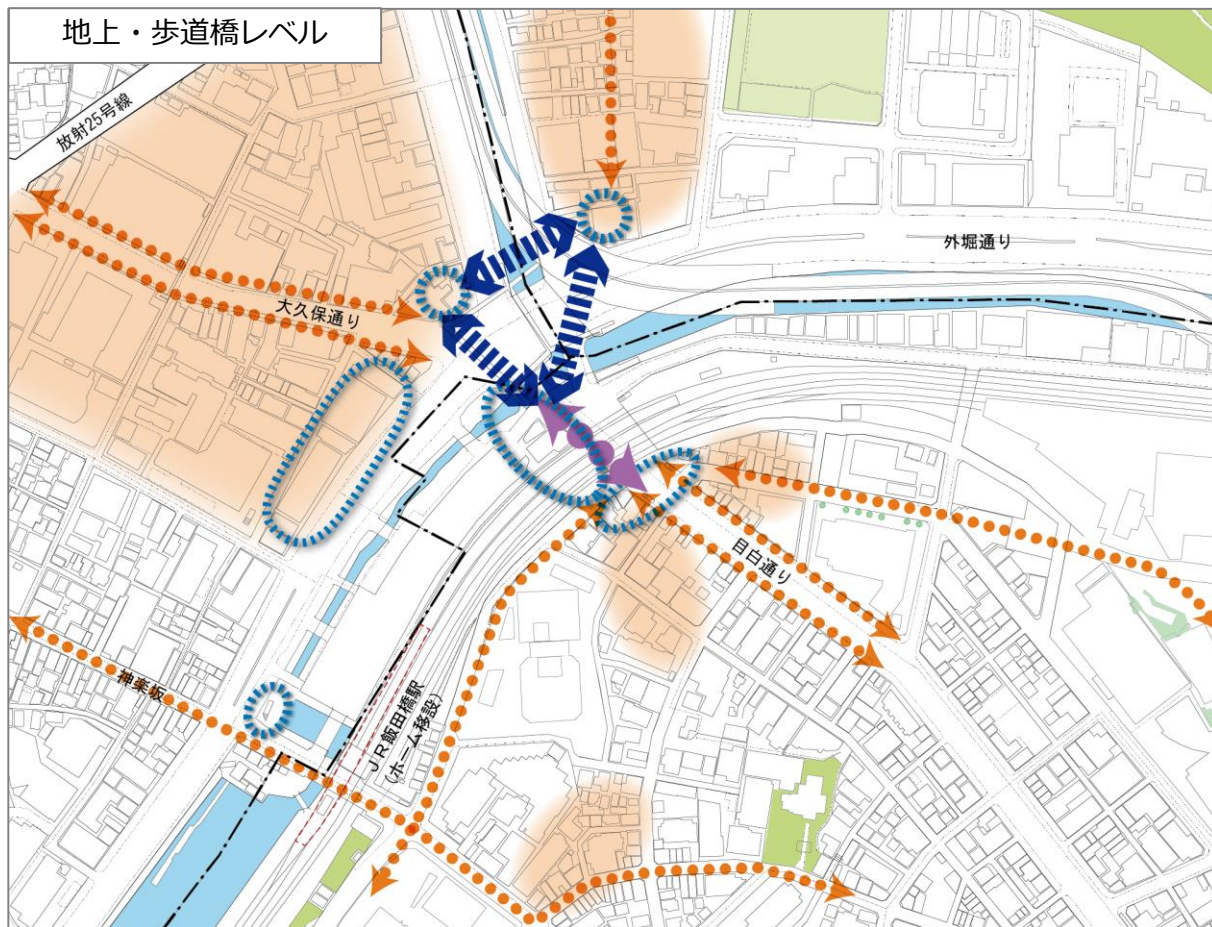 地上・歩道橋レベル
放射25号線
外堀通り
大久保通り
目白通り
神楽坂
JR飯田橋駅
(ホーム移設)